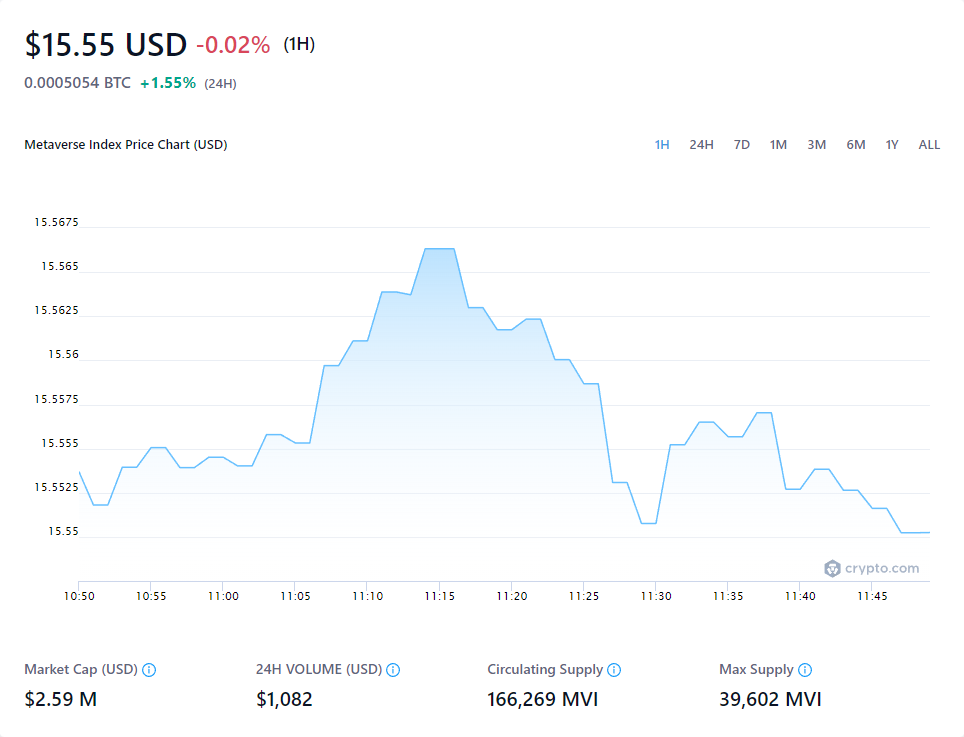 $15.55 USD -0.02% (1H)
0.0005054 BTC +1.55% (24H)
Metaverse Index Price Chart (USD) 1H 24H 7D 1M 3M 6M 1Y ALL
15.5675
15.565
15.5625
15.56
15.5575
15.555
15.5525
15.55
crypto.com
10:50 10:55 11:00 11:05 11:10 11:15 11:20 11:25 11:30 11:35 11:40 11:45
Market Cap (USD) 24H VOLUME (USD) Circulating Supply Max Supply
$2.59 M $1,082 166,269 MVI 39,602 MVI